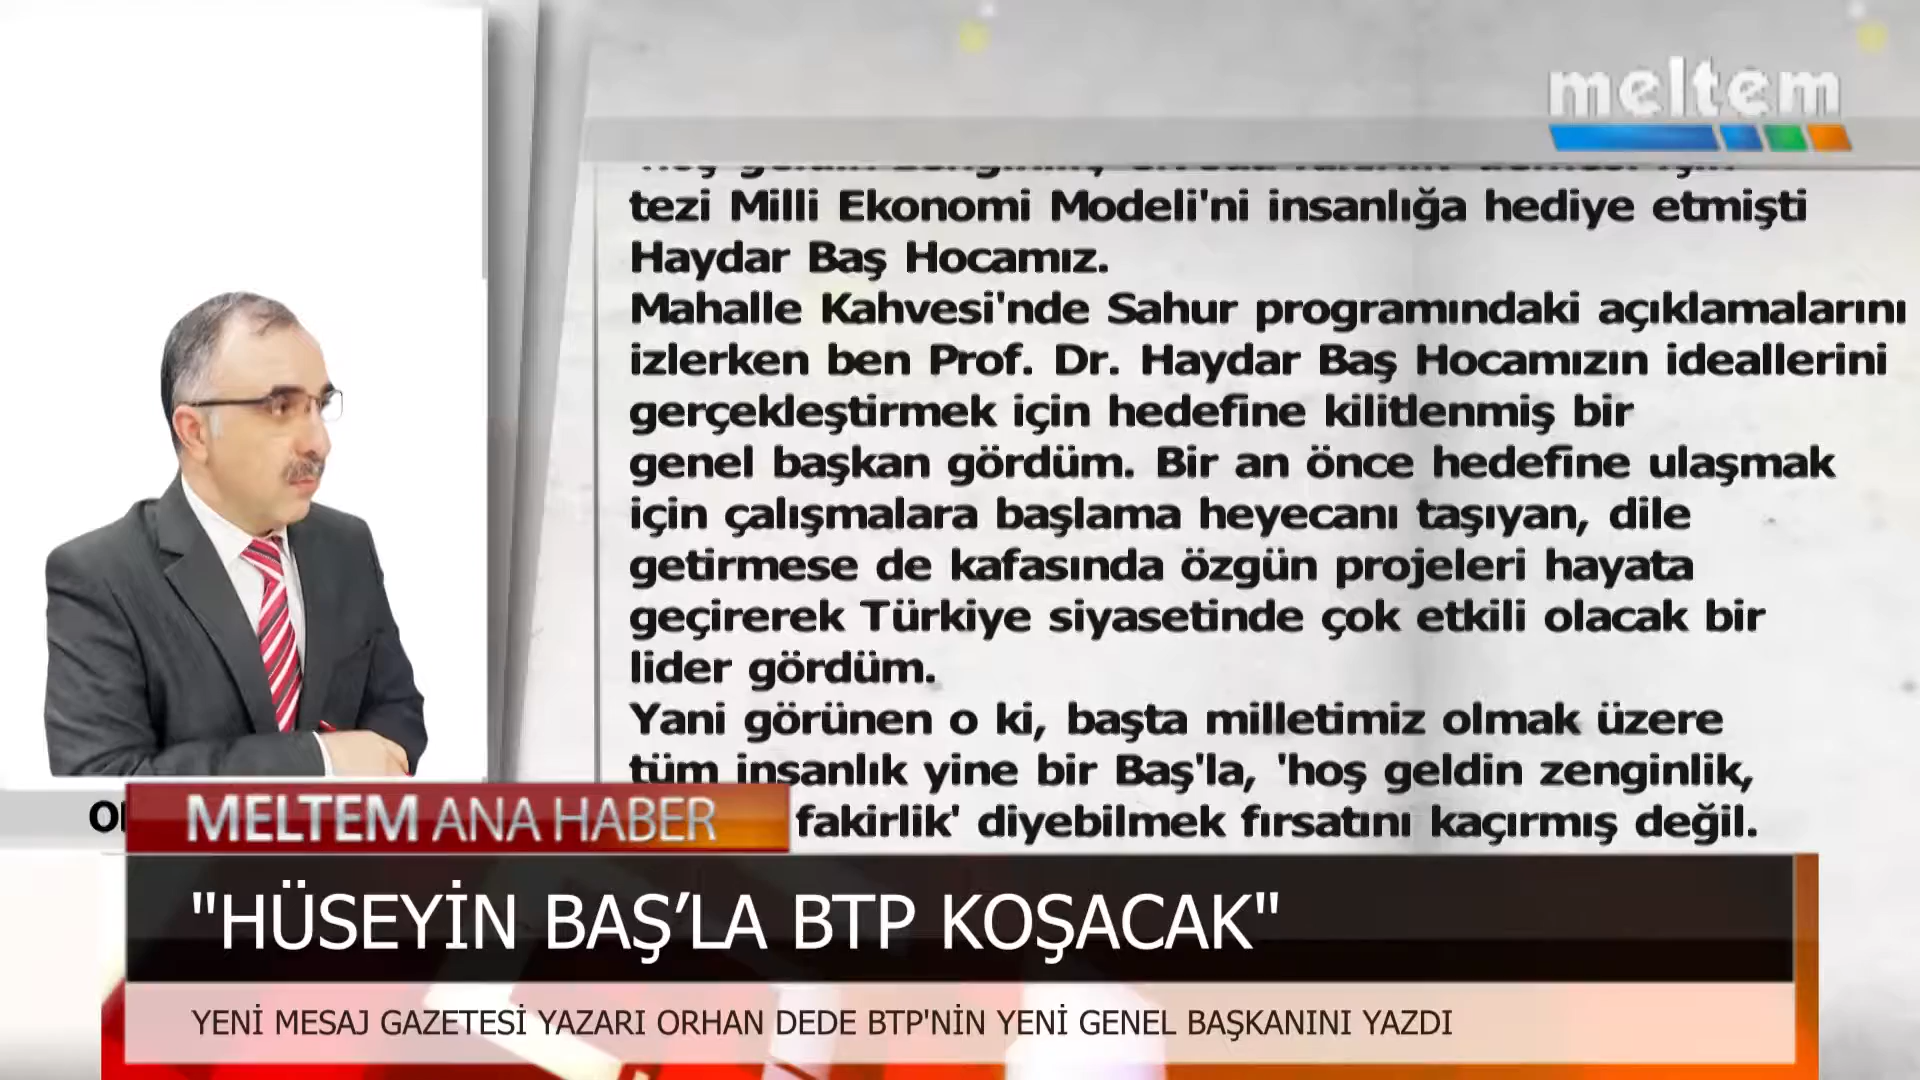 meltem
tezi Milli Ekonomi Modeli'ni insanlığa hediye etmişti
Haydar Baş Hocamız.
Mahalle Kahvesi'nde Sahur programındaki açıklamalarını
izlerken ben Prof. Dr. Haydar Baş Hocamızın ideallerini
gerçekleştirmek için hedefine kilitlenmiş bir
genel başkan gördüm. Bir an önce hedefine ulaşmak
için çalışmalara başlama heyecanı taşıyan, dile
getirmese de kafasında özgün projeleri hayata
geçirerek Türkiye siyasetinde çok etkili olacak bir
lider gördüm.
Yani görünen o ki, başta milletimiz olmak üzere
tüm insanlık yine bir Baş'la, 'hoş geldin zenginlik,
fakirlik' diyebilmek fırsatını kaçırmış değil.
MELTEM ANA HABER
"HÜSEYİN BAŞ’LA BTP KOŞACAK"
YENİ MESAJ GAZETESİ YAZARI ORHAN DEDE BTP'NİN YENİ GENEL BAŞKANINI YAZDI